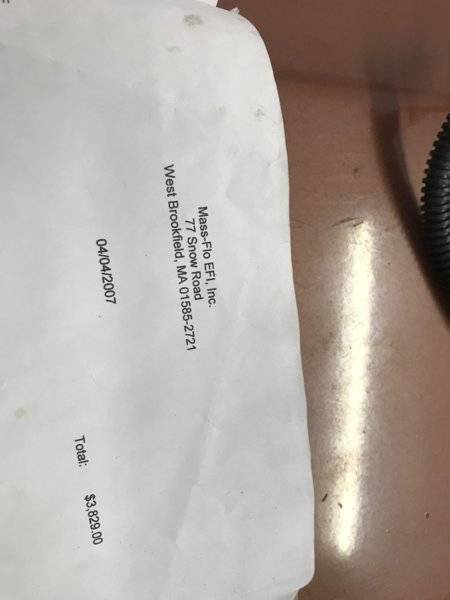 Mass-Flo EFI, Inc.
77 Snow Road
West Brookfield, MA 01585-2721
04/04/2007
Total: $3,829.00